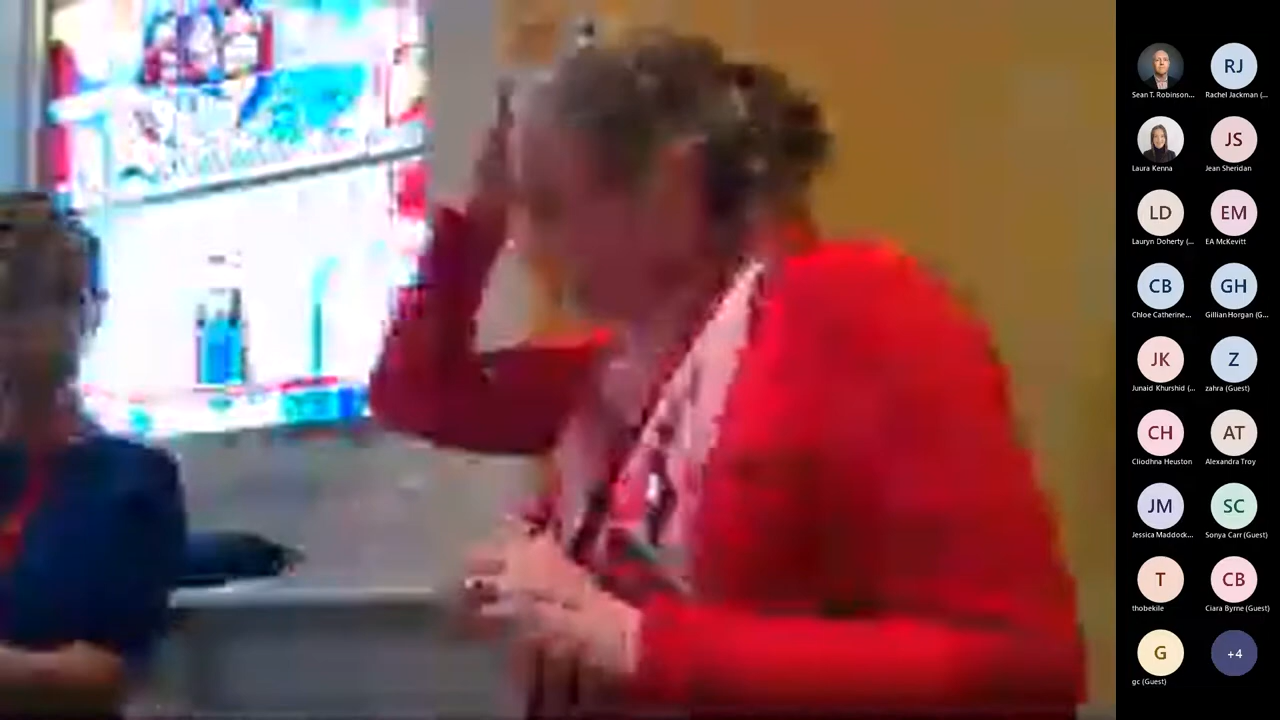 RJ
Sean T. Robinson...
Rachel Jackman (...
JS
Laura Kenna
Jean Sheridan
LD
EM
Lauryn Doherty (...
EA McKevitt
CB
GH
Chloe Catherine...
Gillian Horgan (G...
JK
Z
Junaid Khurshid (...
zahra (Guest)
CH
AT
Cliodhna Heuston
Alexandra Troy
JM
SC
Jessica Maddock...
Sonya Carr (Guest)
T
CB
thobekile
Ciara Byrne (Guest)
G
+4
gc (Guest)